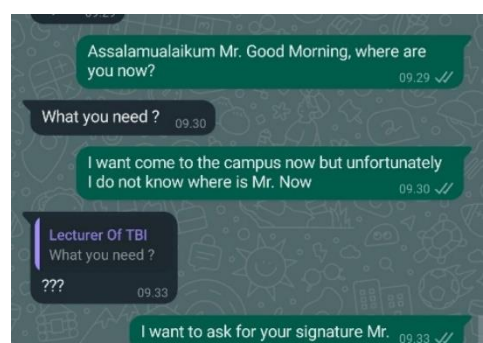 Assalamualaikum Mr. Good Morning, where are
you now?
09.29
What you need ?
09.30
I want come to the campus now but unfortunately
I do not know where is Mr. Now
09.30
Lecturer Of TBI
What you need ?
???
09.33
I want to ask for your signature Mr.
09.33